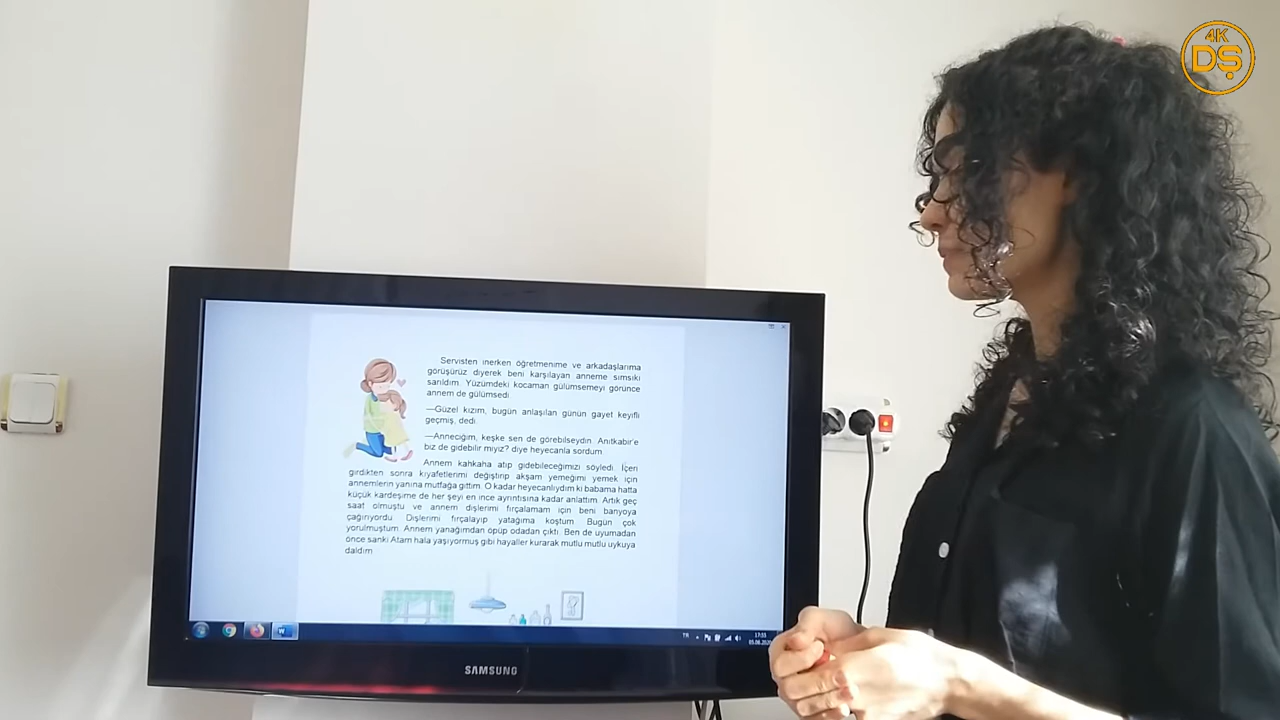 4K
DŞ
Servisten inerken öğretmenime ve arkadaşlarıma
görüşürüz diyerek beni karşılayan anneme sımsıkı
sarıldım. Yüzümdeki kocaman gülümsemeyi görünce
annem de gülümsedi
—Güzel kızım, bugün anlaşılan günün gayet keyifli
geçmiş, dedi.
—Anneciğim, keşke sen de görebilseydin. Anıtkabir'e
biz de gidebilir miyiz? diye heyecanla sordum.
Annem kahkaha atıp gidebileceğimizi söyledi. İçeri
girdikten sonra kıyafetlerimi değiştirip akşam yemeğimi yemek için
annemlerin yanına mutfağa gittim. O kadar heyecanlıydım ki babama hatta
küçük kardeşime de her şeyi en ince ayrıntısına kadar anlattım. Artık geç
saat olmuştu ve annem dişlerimi fırçalamam için beni banyoya
çağırıyordu. Dişlerimi fırçalayıp yatağıma koştum. Bugün çok
yorulmuştum. Annem yanağımdan öpüp odadan çıktı. Ben de uyumadan
önce sanki Atam hala yaşıyormuş gibi hayaller kurarak mutlu mutlu uykuya
daldım.
TR
17:55
SAMSUNG